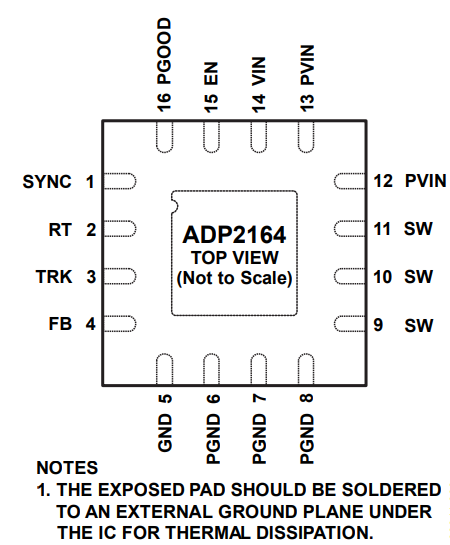 16 PGOOD
15 EN
14 VIN
13 PVIN
SYNC 1
RT 2
TRK 3
FB 4
12 PVIN
11 SW
10 SW
9 SW
ADP2164
TOP VIEW
(Not to Scale)
GND 5
PGND 6
PGND 7
PGND 8
NOTES
1. THE EXPOSED PAD SHOULD BE SOLDERED
TO AN EXTERNAL GROUND PLANE UNDER
THE IC FOR THERMAL DISSIPATION.